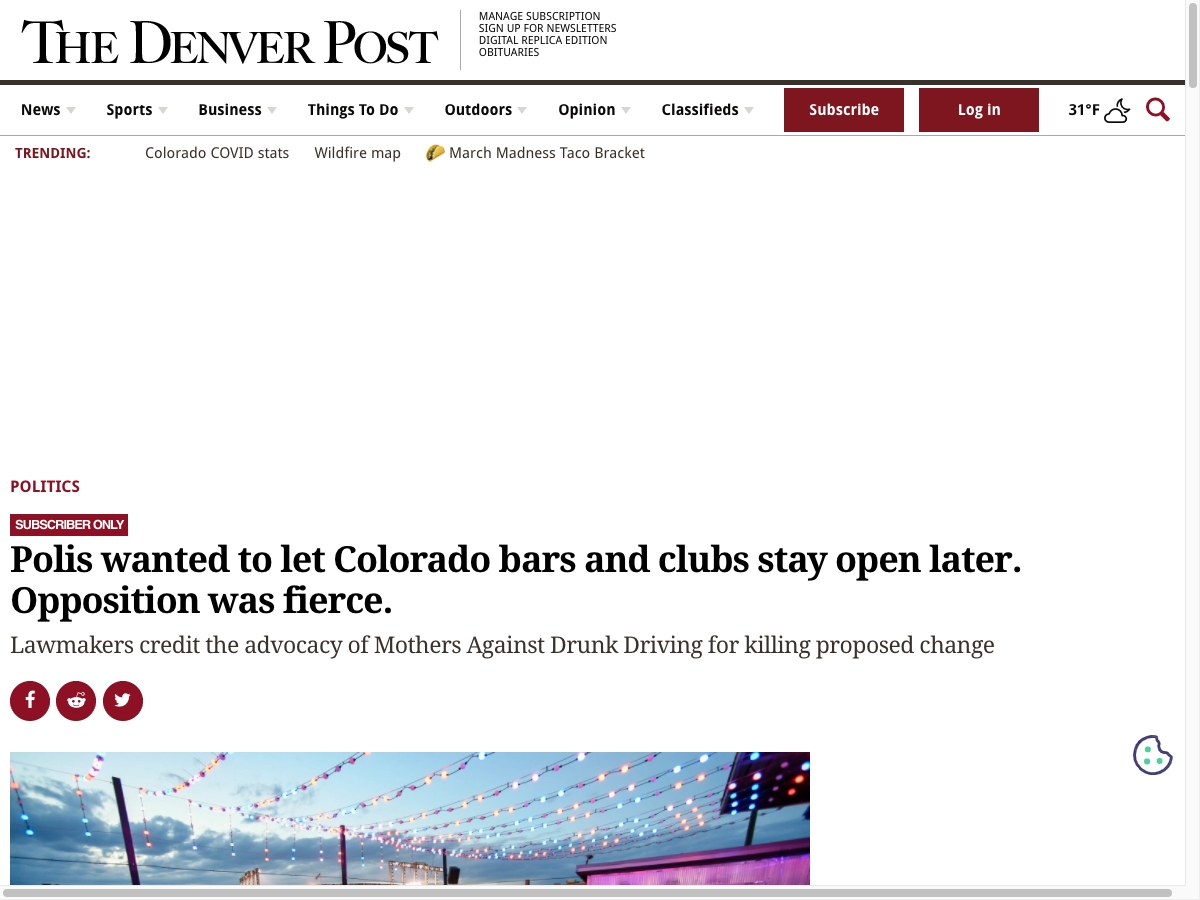 THE DENVER POST
MANAGE SUBSCRIPTION
SIGN UP FOR NEWSLETTERS
DIGITAL REPLICA EDITION
OBITUARIES
News Sports Business Things To Do Outdoors Opinion Classifieds Subscribe Log in 31°F
TRENDING: Colorado COVID stats Wildfire map 🌮 March Madness Taco Bracket
POLITICS
SUBSCRIBER ONLY
Polis wanted to let Colorado bars and clubs stay open later.
Opposition was fierce.
Lawmakers credit the advocacy of Mothers Against Drunk Driving for killing proposed change